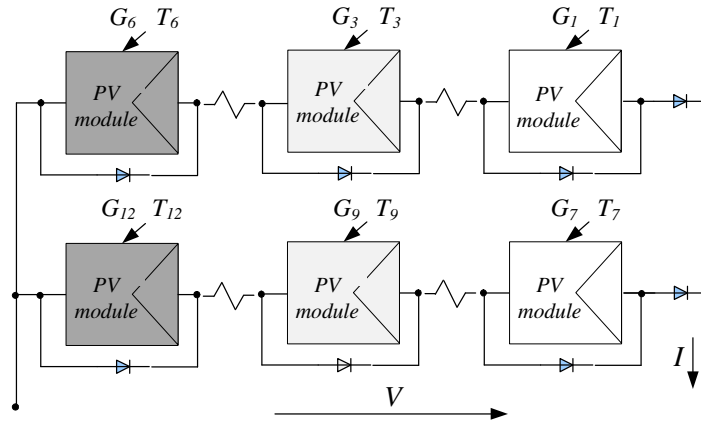 G6 T6 G3 T3 G1 T1
PV PV PV
module module module
G12 T12 G9 T9 G7 T7
PV PV PV
module module module
I
V